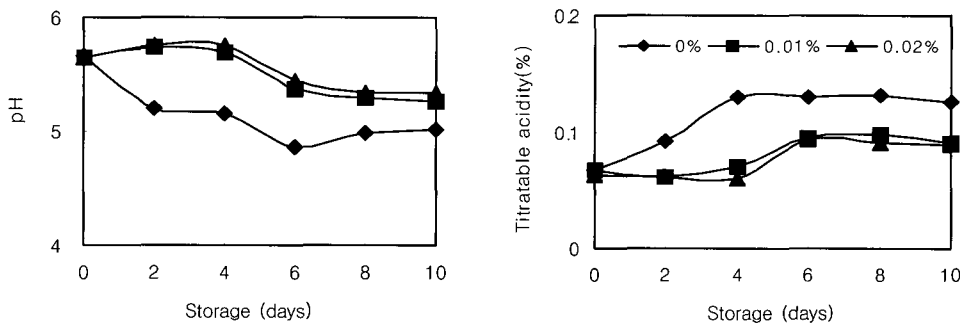 6
5
4
pH
0 2 4 6 8 10
Storage (days)
0.2
0.1
0
Titratable acidity(%)
0% 0.01% 0.02%
0 2 4 6 8 10
Storage (days)